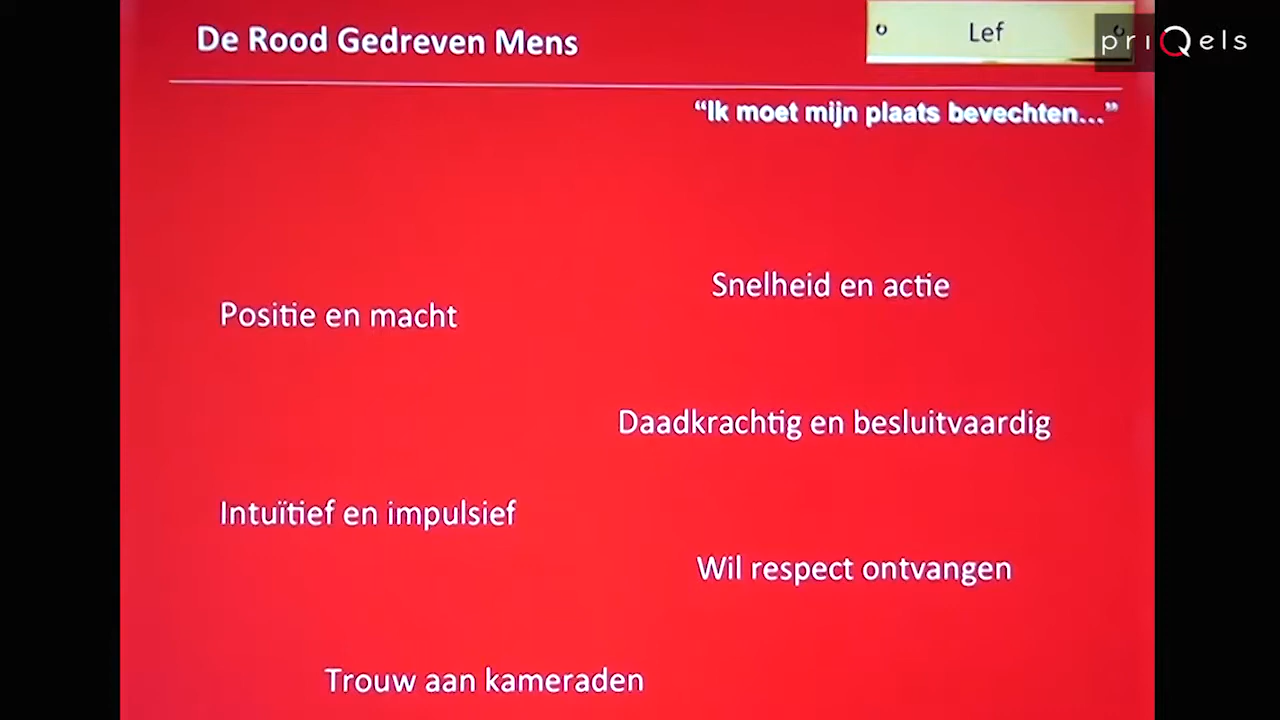 De Rood Gedreven Mens
Lef
priQels
“Ik moet mijn plaats bevechten...”
Snelheid en actie
Positie en macht
Daadkrachtig en besluitvaardig
Intuïtief en impulsief
Wil respect ontvangen
Trouw aan kameraden